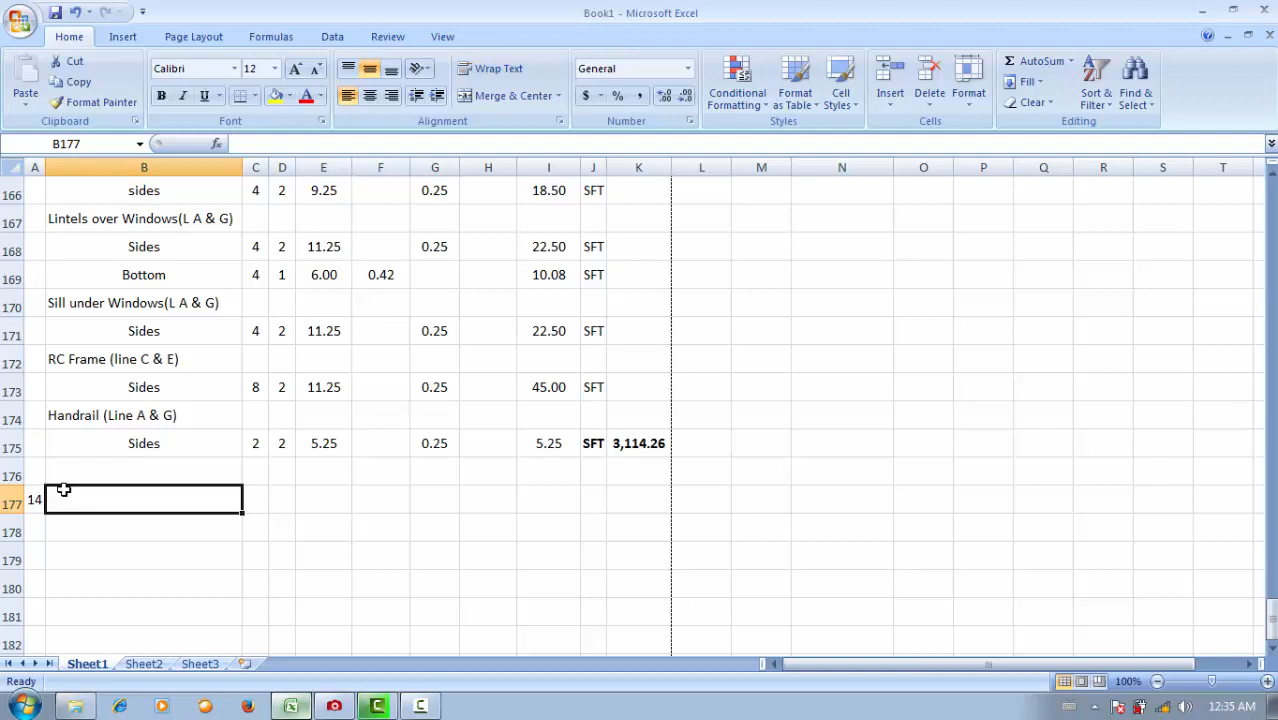 Book1 - Microsoft Excel
Home Insert Page Layout Formulas Data Review View
Paste
Cut
Copy
Format Painter
Clipboard
Calibri 12
B I U
Font
Wrap Text
Merge & Center
Alignment
General
$ % ,
Number
Conditional Formatting
Format as Table
Cell Styles
Styles
Insert Delete Format
Cells
Σ AutoSum
Fill
Clear
Sort & Filter
Find & Select
Editing
B177 fx
A B C D E F G H I J K L M N O P Q R S T
166 sides 4 2 9.25 0.25 18.50 SFT
167 Lintels over Windows(L A & G)
168 Sides 4 2 11.25 0.25 22.50 SFT
169 Bottom 4 1 6.00 0.42 10.08 SFT
170 Sill under Windows(L A & G)
171 Sides 4 2 11.25 0.25 22.50 SFT
172 RC Frame (line C & E)
173 Sides 8 2 11.25 0.25 45.00 SFT
174 Handrail (Line A & G)
175 Sides 2 2 5.25 0.25 5.25 SFT 3,114.26
176
177 14
178
179
180
181
182
Sheet1 Sheet2 Sheet3
Ready 100%
12:35 AM